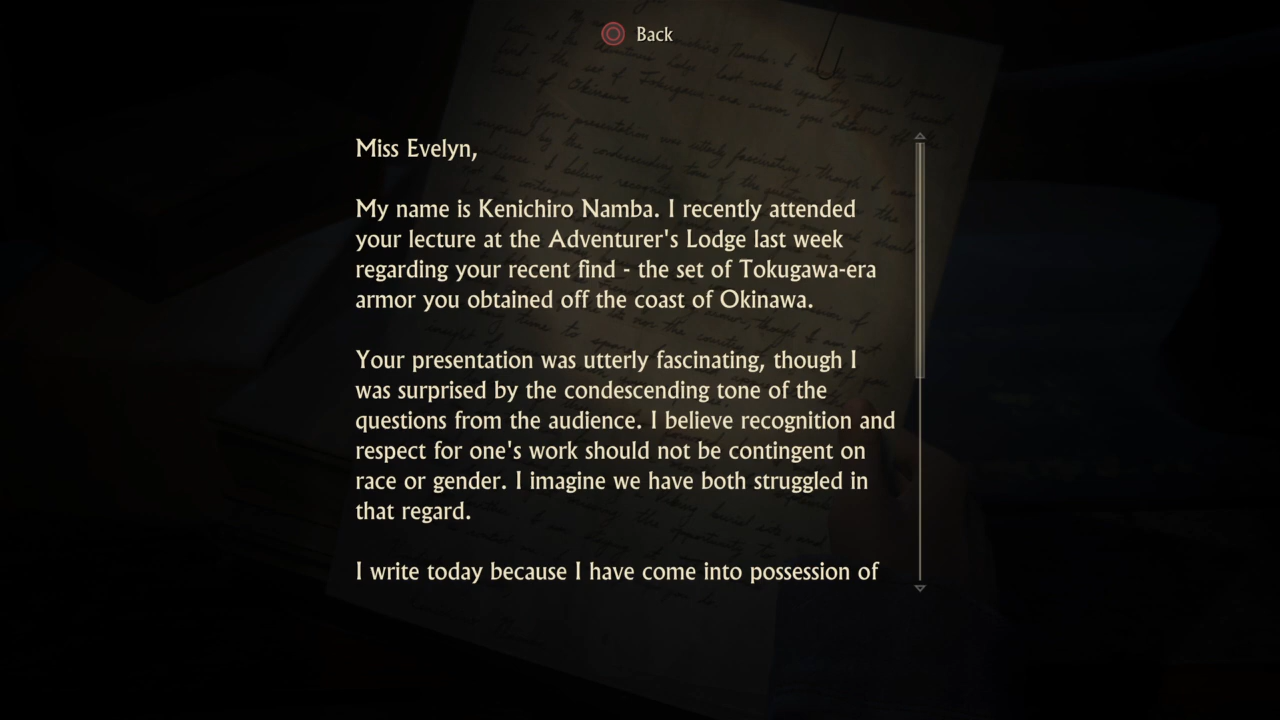 Back
Miss Evelyn,
My name is Kenichiro Namba. I recently attended
your lecture at the Adventurer's Lodge last week
regarding your recent find - the set of Tokugawa-era
armor you obtained off the coast of Okinawa.
Your presentation was utterly fascinating, though I
was surprised by the condescending tone of the
questions from the audience. I believe recognition and
respect for one's work should not be contingent on
race or gender. I imagine we have both struggled in
that regard.
I write today because I have come into possession of